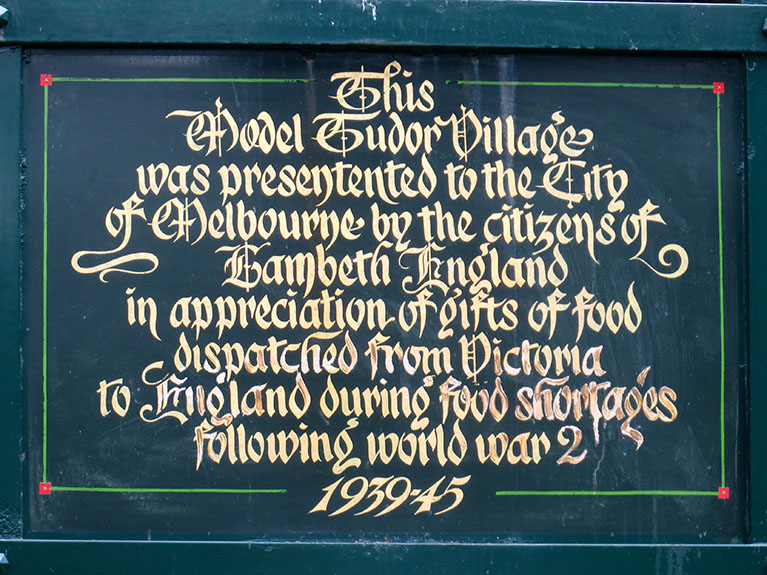 This
Model Tudor Village
was presentented to the City
of Melbourne by the citizens of
Lambeth England
in appreciation of gifts of food
dispatched from Victoria
to England during food shortages
following world war 2
1939-45